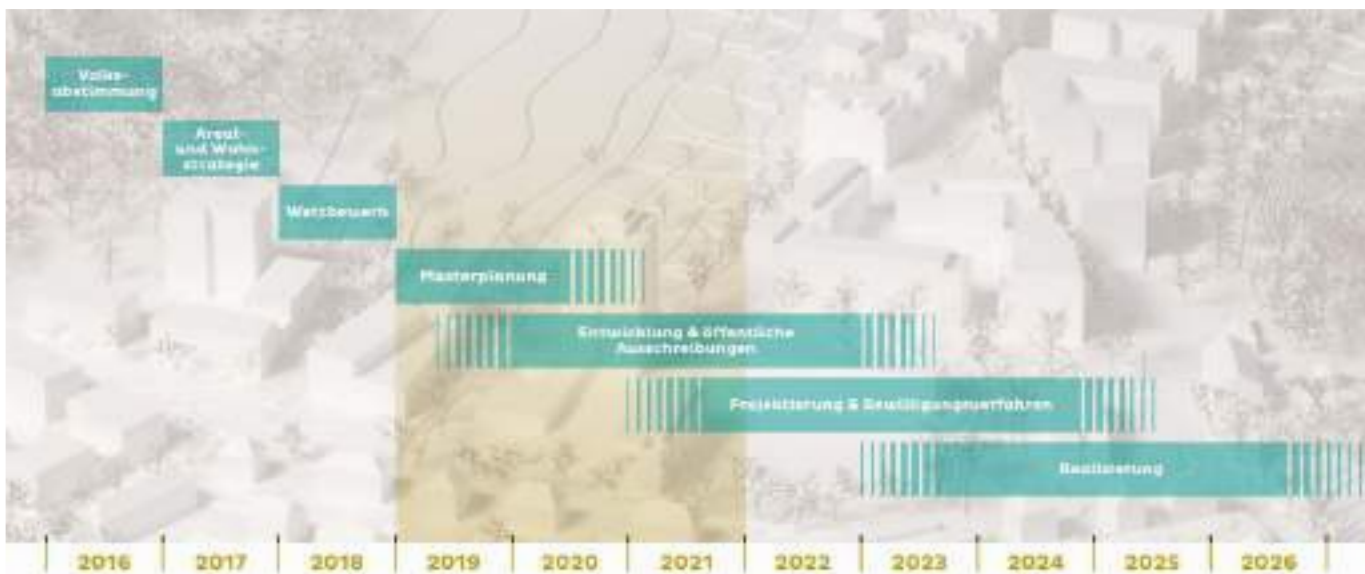 Volks-
abstimmung
Areal-
und Wohn-
strategie
Wettbewerb
Masterplanung
Entwicklung & öffentliche
Ausschreibungen
Projektierung & Bewilligungsverfahren
Realisierung
2016 2017 2018 2019 2020 2021 2022 2023 2024 2025 2026